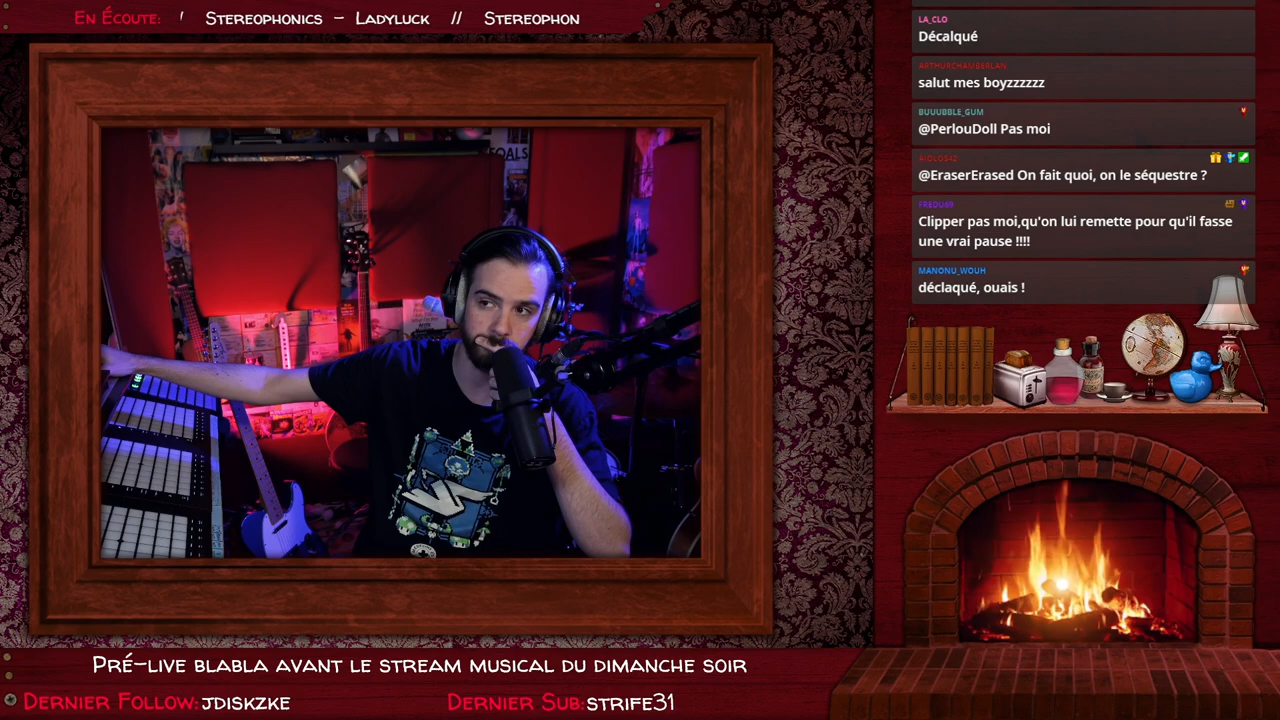 En Écoute: Stereophonics - Ladyluck // Stereophon
LA_CLO
Décalqué
ARTHURCHAMBERLAN
salut mes boyzzzzzz
BUUUBBLE_GUM
@PerlouDoll Pas moi
@EraserErased On fait quoi, on le séquestre ?
FREDU69
Clipper pas moi,qu'on lui remette pour qu'il fasse
une vrai pause !!!!
MANONU_WOUH
déclaqué, ouais !
Pré-live blabla avant le stream musical du dimanche soir
Dernier Follow: jdiskzke
Dernier Sub: strife31